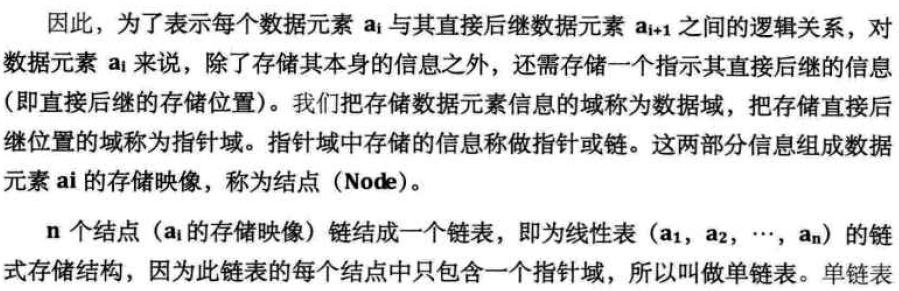 因此，为了表示每个数据元素 aᵢ 与其直接后继数据元素 aᵢ₊₁ 之间的逻辑关系，对
数据元素 aᵢ 来说，除了存储其本身的信息之外，还需存储一个指示其直接后继的信息
（即直接后继的存储位置）。我们把存储数据元素信息的域称为数据域，把存储直接后
继位置的域称为指针域。指针域中存储的信息称做指针或链。这两部分信息组成数据
元素 ai 的存储映像，称为结点（Node）。
n 个结点（aᵢ 的存储映像）链结成一个链表，即为线性表（a₁，a₂，…，aₙ）的链
式存储结构，因为此链表的每个结点中只包含一个指针域，所以叫做单链表。单链表